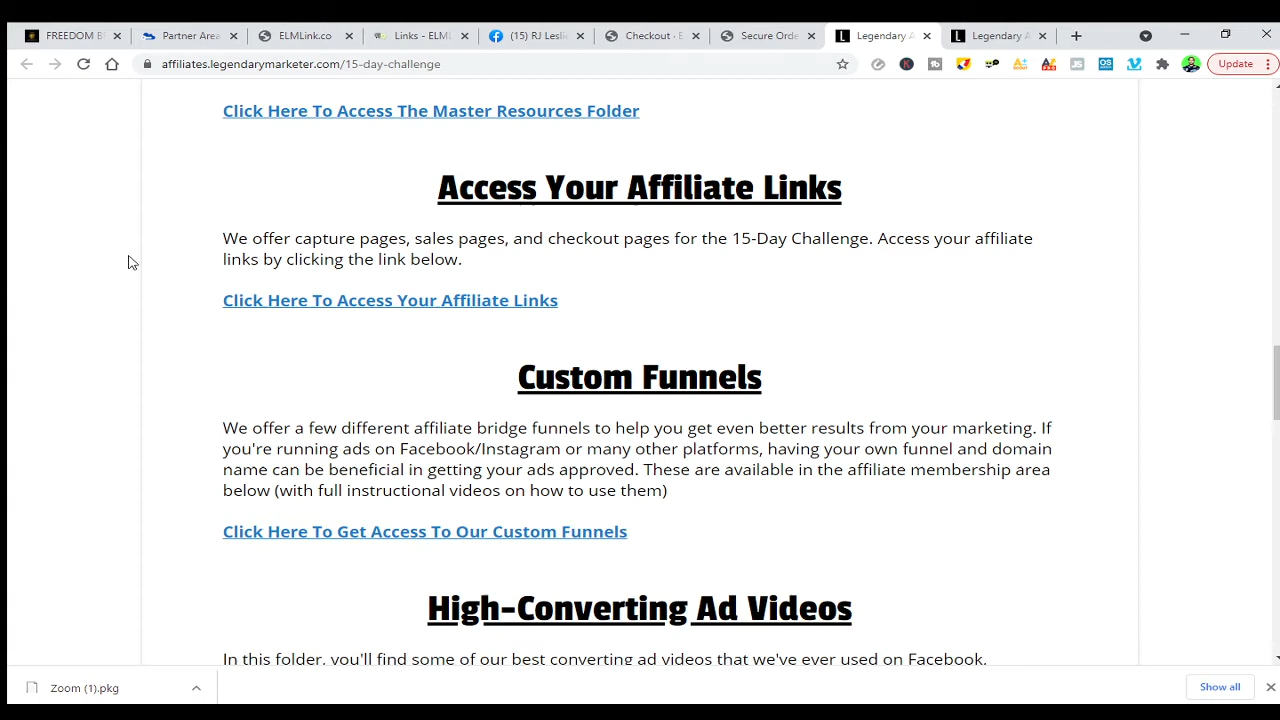 FREEDOM B
Partner Area
ELMLink.co
Links - ELML
(15) RJ Lesli
Checkout - E
Secure Orde
Legendary A
Legendary A
affiliates.legendarymarketer.com/15-day-challenge
Update
Click Here To Access The Master Resources Folder
Access Your Affiliate Links
We offer capture pages, sales pages, and checkout pages for the 15-Day Challenge. Access your affiliate
links by clicking the link below.
Click Here To Access Your Affiliate Links
Custom Funnels
We offer a few different affiliate bridge funnels to help you get even better results from your marketing. If
you're running ads on Facebook/Instagram or many other platforms, having your own funnel and domain
name can be beneficial in getting your ads approved. These are available in the affiliate membership area
below (with full instructional videos on how to use them)
Click Here To Get Access To Our Custom Funnels
High-Converting Ad Videos
In this folder, you'll find some of our best converting ad videos that we've ever used on Facebook.
Zoom (1).pkg
Show all